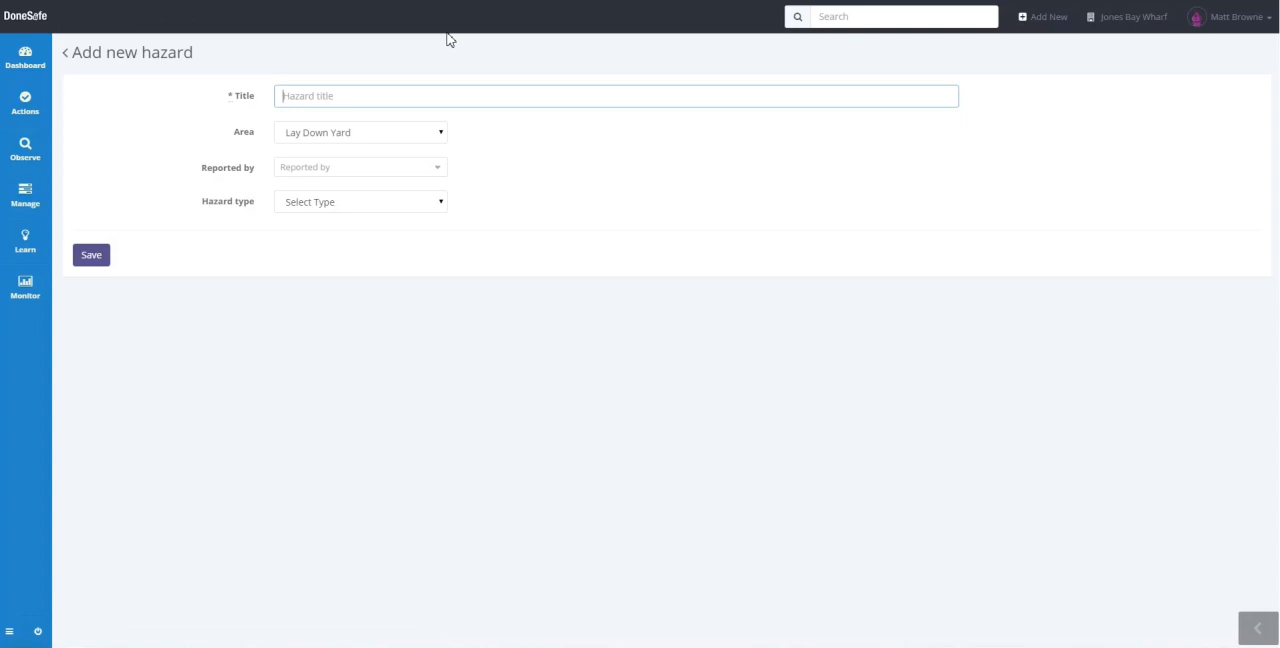 DoneSafe
Search
Add New
Jones Bay Wharf
Matt Browne
Dashboard
Actions
Observe
Manage
Learn
Monitor
< Add new hazard
* Title
Hazard title
Area
Lay Down Yard
Reported by
Reported by
Hazard type
Select Type
Save